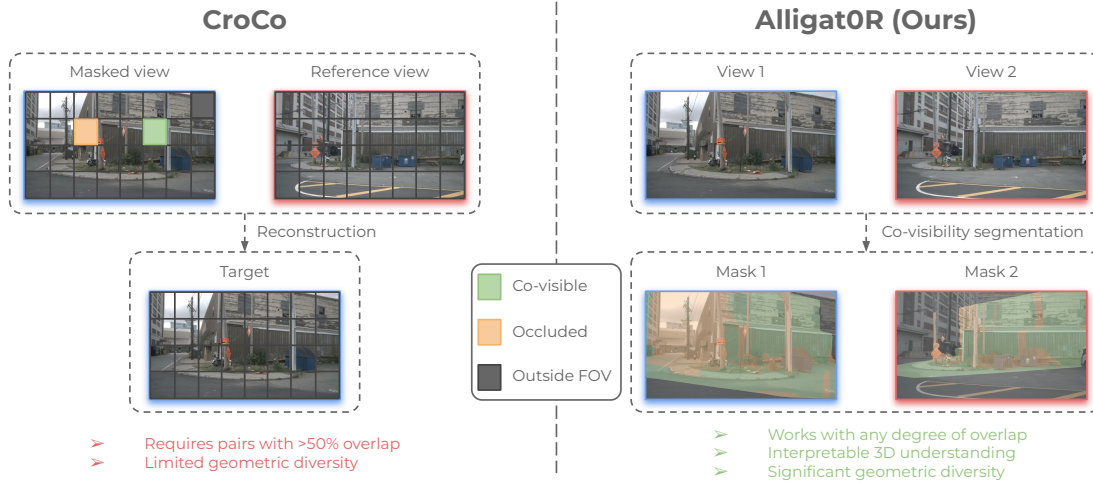 CroCo
Masked view
Reference view
Reconstruction
Target
➢ Requires pairs with >50% overlap
➢ Limited geometric diversity
Co-visible
Occluded
Outside FOV
Alligat0R (Ours)
View 1
View 2
Co-visibility segmentation
Mask 1
Mask 2
➢ Works with any degree of overlap
➢ Interpretable 3D understanding
➢ Significant geometric diversity